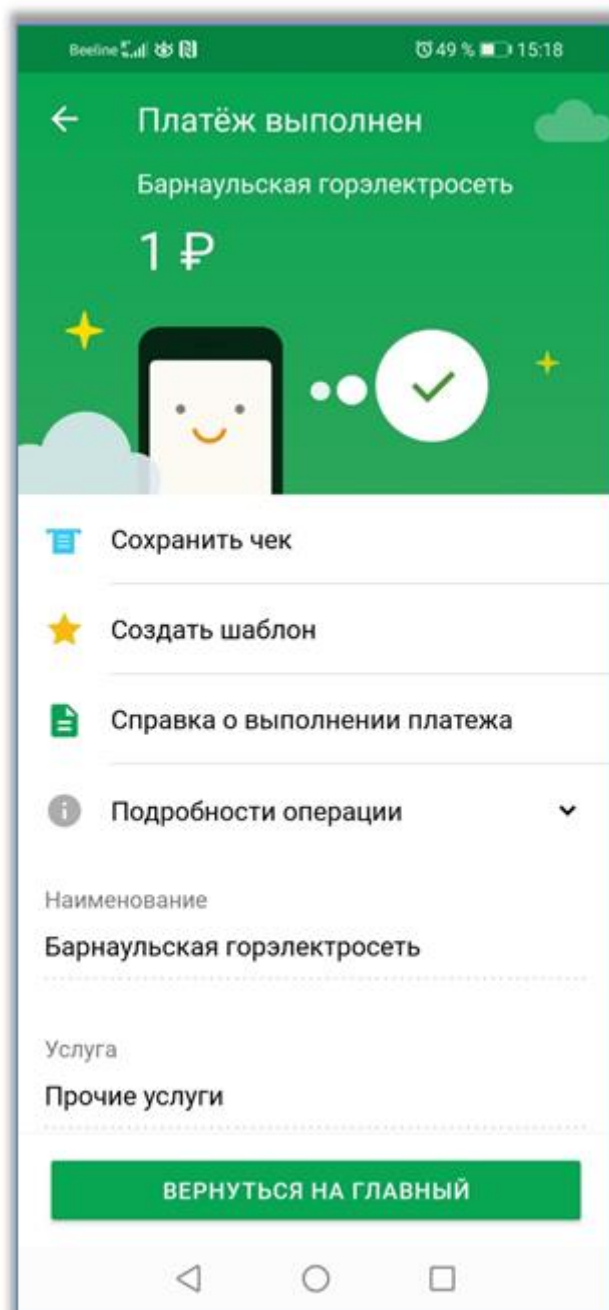 Beeline 49 % 15:18
Платёж выполнен
Барнаульская горэлектросеть
1 ₽
Сохранить чек
Создать шаблон
Справка о выполнении платежа
Подробности операции
Наименование
Барнаульская горэлектросеть
Услуга
Прочие услуги
ВЕРНУТЬСЯ НА ГЛАВНЫЙ